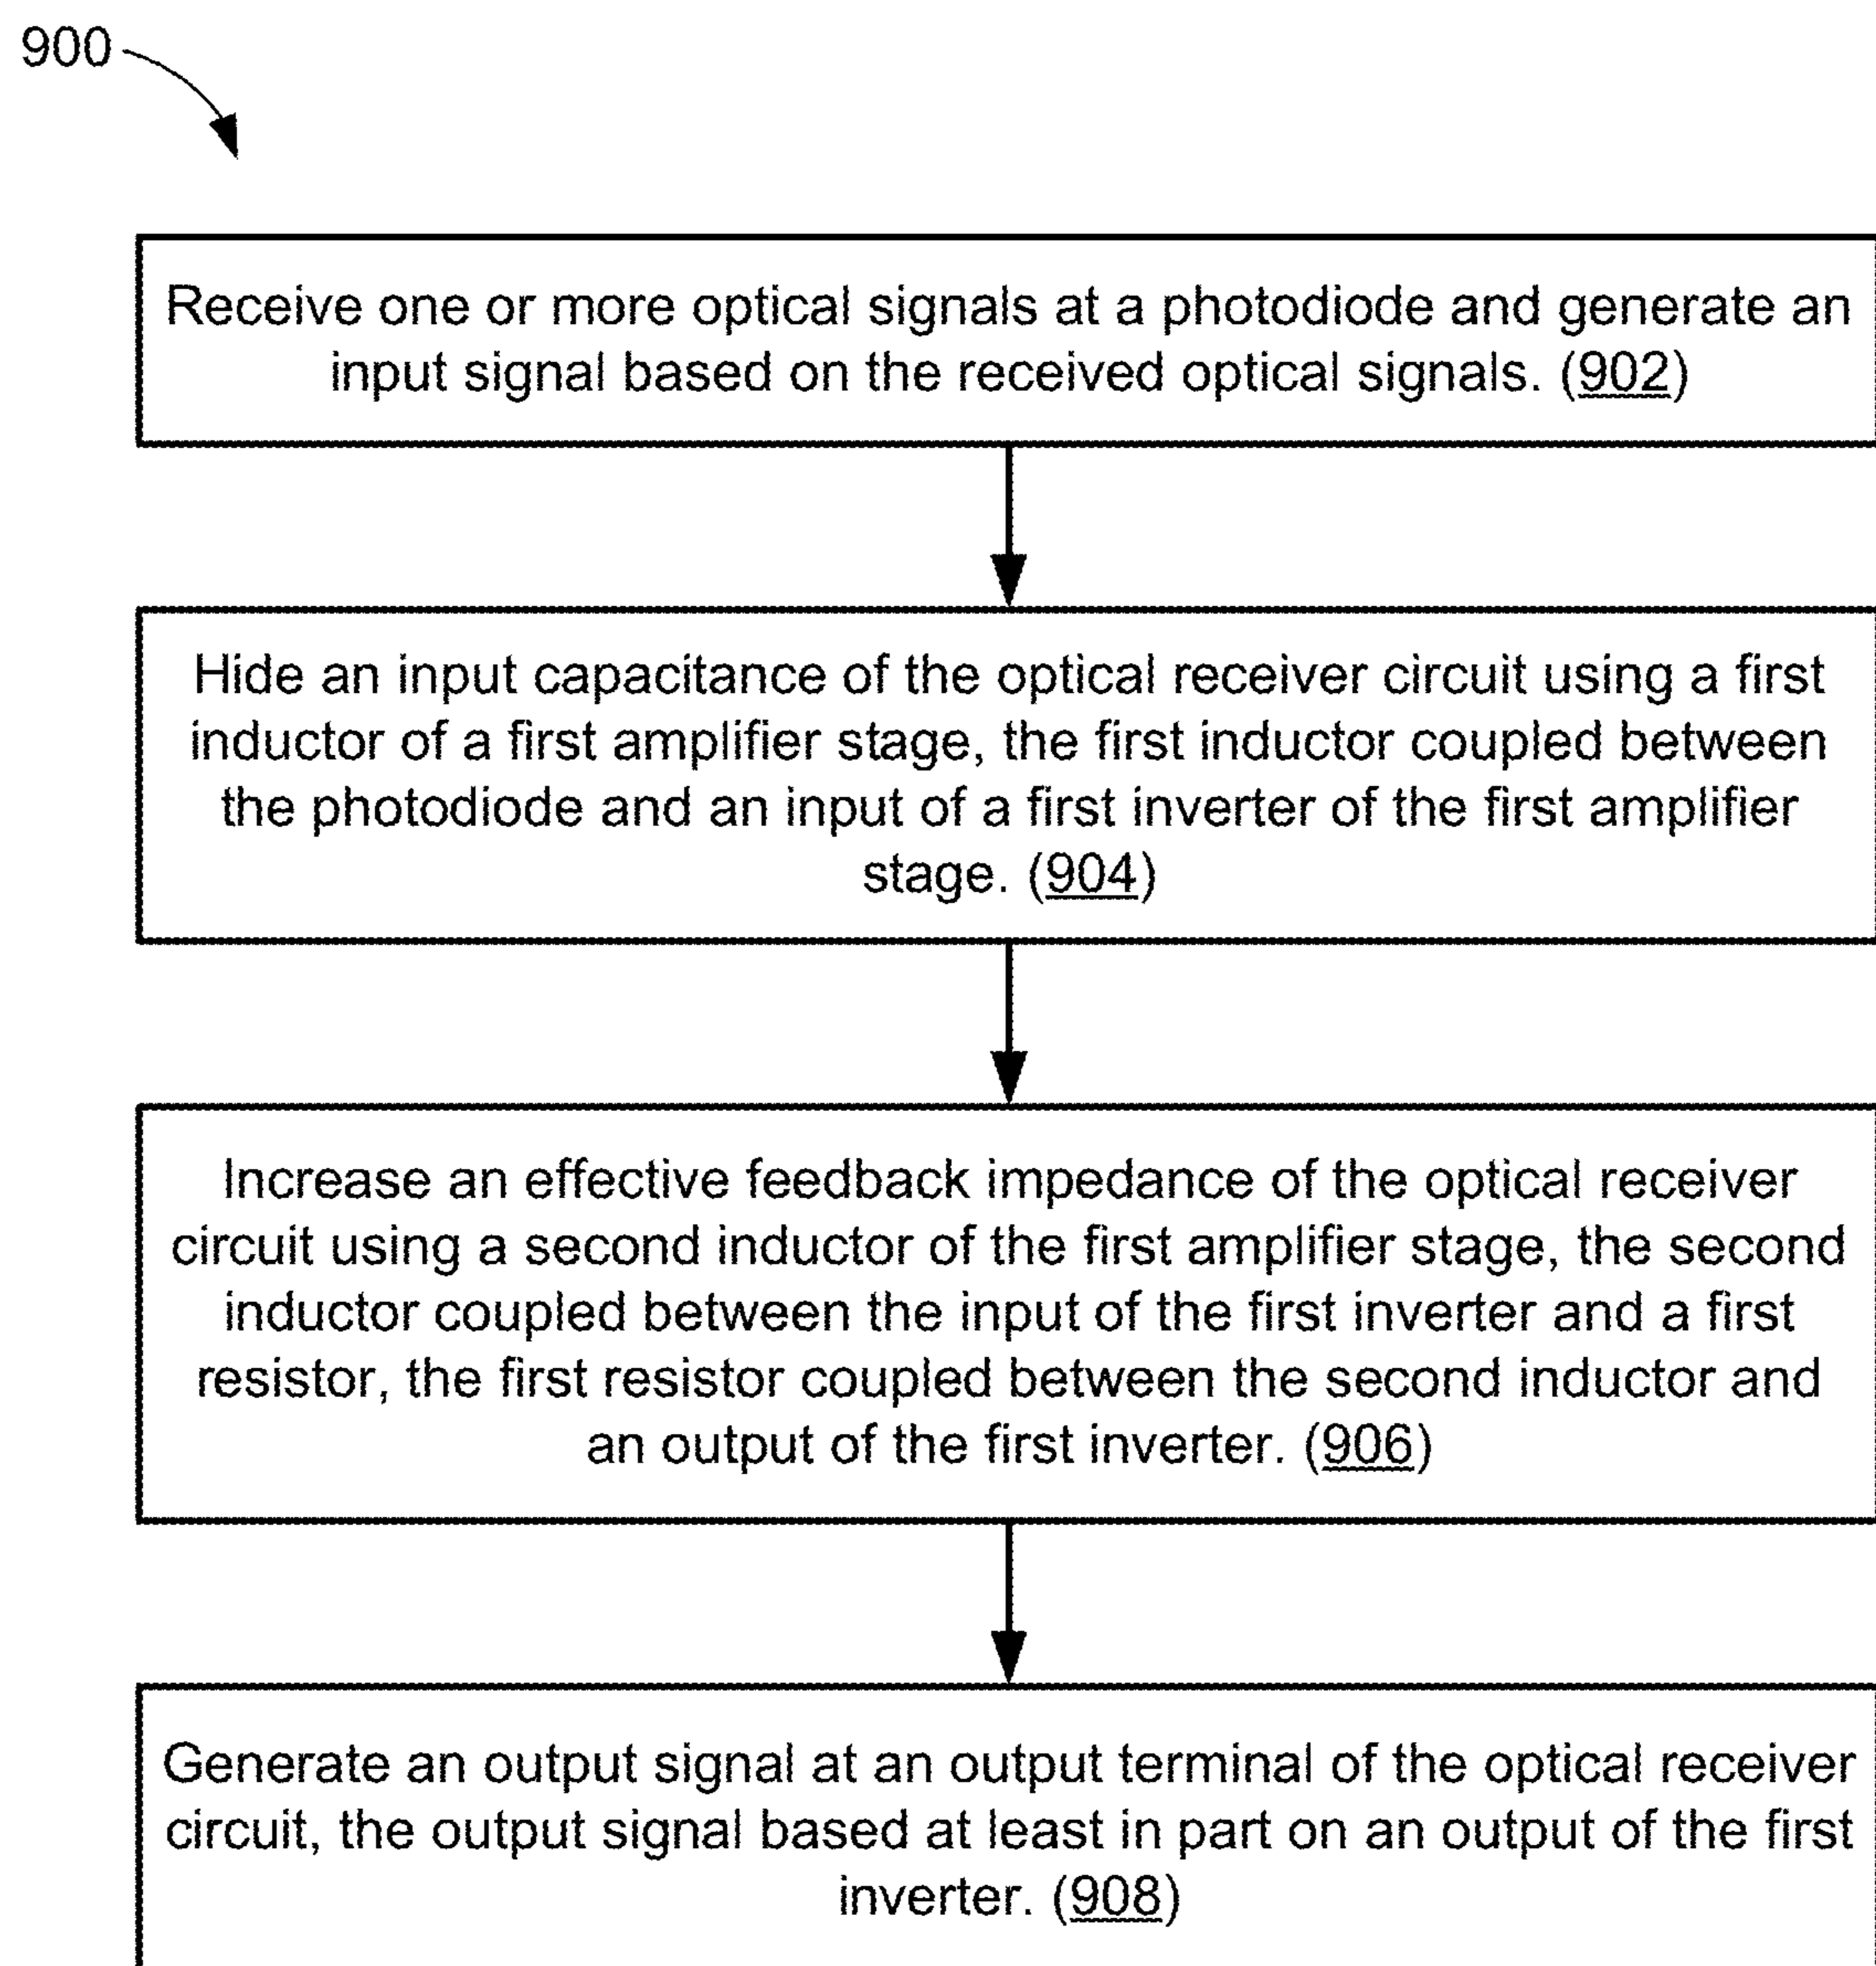 900
Receive one or more optical signals at a photodiode and generate an
input signal based on the received optical signals. (902)
Hide an input capacitance of the optical receiver circuit using a first
inductor of a first amplifier stage, the first inductor coupled between
the photodiode and an input of a first inverter of the first amplifier
stage. (904)
Increase an effective feedback impedance of the optical receiver
circuit using a second inductor of the first amplifier stage, the second
inductor coupled between the input of the first inverter and a first
resistor, the first resistor coupled between the second inductor and
an output of the first inverter. (906)
Generate an output signal at an output terminal of the optical receiver
circuit, the output signal based at least in part on an output of the first
inverter. (908)